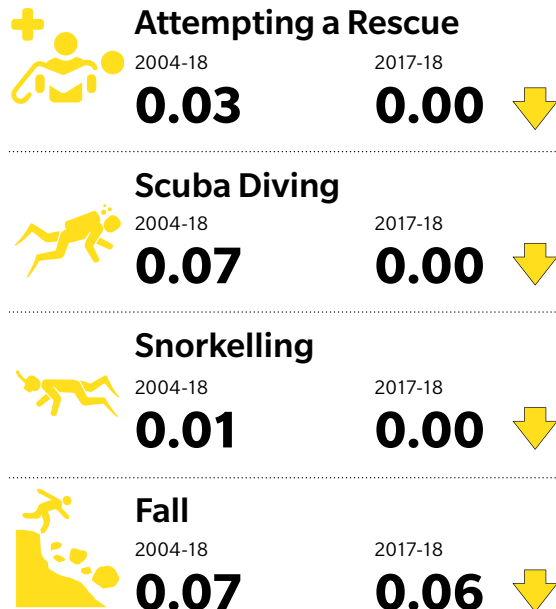 Attempting a Rescue
2004-18 2017-18
0.03 0.00
Scuba Diving
2004-18 2017-18
0.07 0.00
Snorkelling
2004-18 2017-18
0.01 0.00
Fall
2004-18 2017-18
0.07 0.06